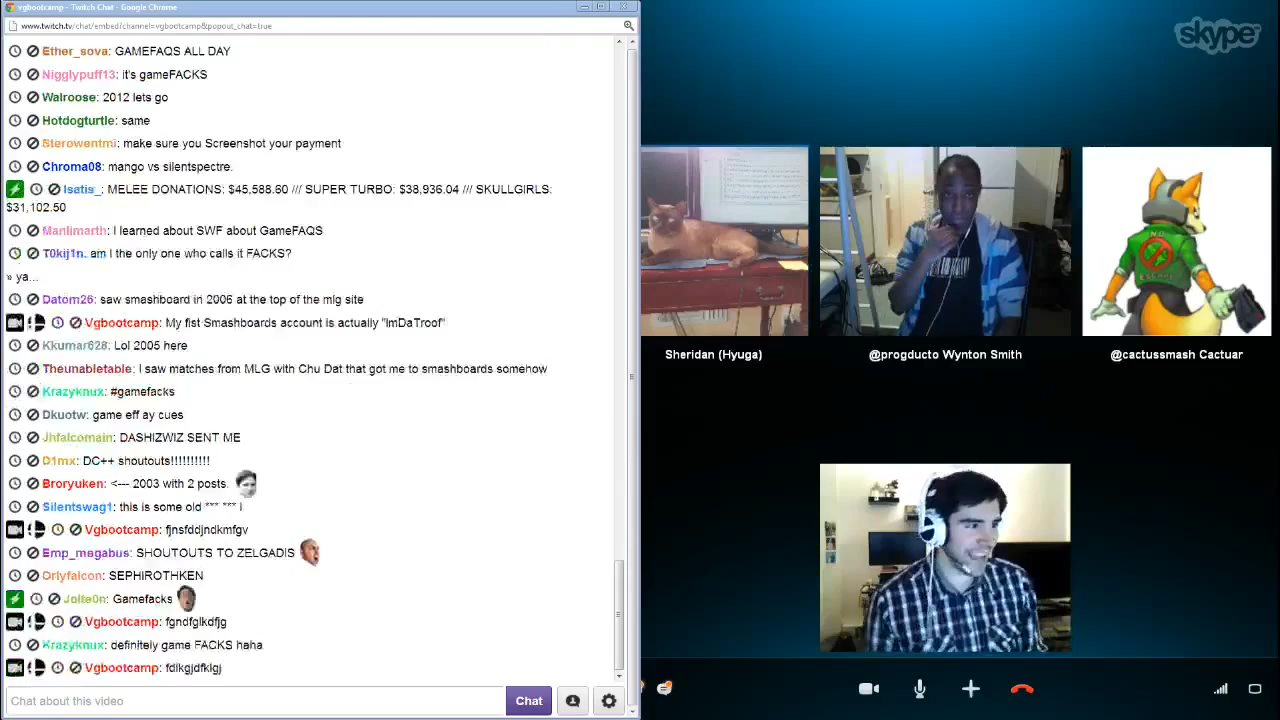 vgbootcamp - Twitch Chat - Google Chrome
www.twitch.tv/chat/embed?channel=vgbootcamp&popout_chat=true
Ether_sova: GAMEFAQS ALL DAY
Nigglypuff13: it's gameFACKS
Walroose: 2012 lets go
Hotdogturtle: same
Sterowentmi: make sure you Screenshot your payment
Chroma08: mango vs silentspectre.
Isatis_: MELEE DONATIONS: $45,588.60 /// SUPER TURBO: $38,936.04 /// SKULLGIRLS:
$31,102.50
Manlimarth: I learned about SWF about GameFAQS
T0kij1n: am I the only one who calls it FACKS?
» ya...
Datom26: saw smashboard in 2006 at the top of the mlg site
Vgbootcamp: My fist Smashboards account is actually "ImDaTroof"
Kkumar628: Lol 2005 here
Theunabletable: I saw matches from MLG with Chu Dat that got me to smashboards somehow
Krazyknux: #gamefacks
Dkuotw: game eff ay cues
Jhfalcomain: DASHIZWIZ SENT ME
D1mx: DC++ shoutouts!!!!!!!!!!
Broryuken: <--- 2003 with 2 posts.
Silentswag1: this is some old *** *** i
Vgbootcamp: fjnsfddjndkmfgv
Emp_magabus: SHOUTOUTS TO ZELGADIS
Orlyfalcon: SEPHIROTHKEN
Jolte0n: Gamefacks
Vgbootcamp: fgndfglkdfjg
Krazyknux: definitely game FACKS haha
Vgbootcamp: fdlkgjdfklgj
Chat about this video
Chat
skype
NO
ESCAPE
Sheridan (Hyuga)
@progducto Wynton Smith
@cactussmash Cactuar